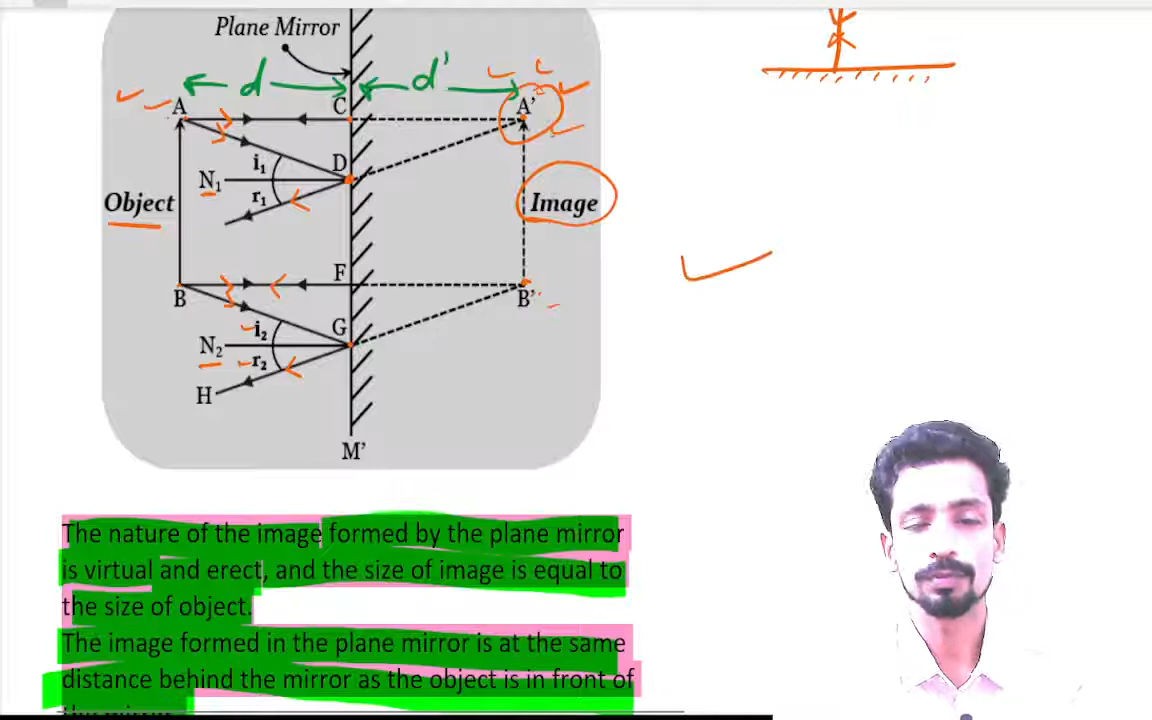 Plane Mirror
d
d'
A
C
A'
D
i₁
N₁
r₁
Object
Image
F
B
B'
G
i₂
N₂
r₂
H
M'
The nature of the image formed by the plane mirror
is virtual and erect, and the size of image is equal to
the size of object.
The image formed in the plane mirror is at the same
distance behind the mirror as the object is in front of